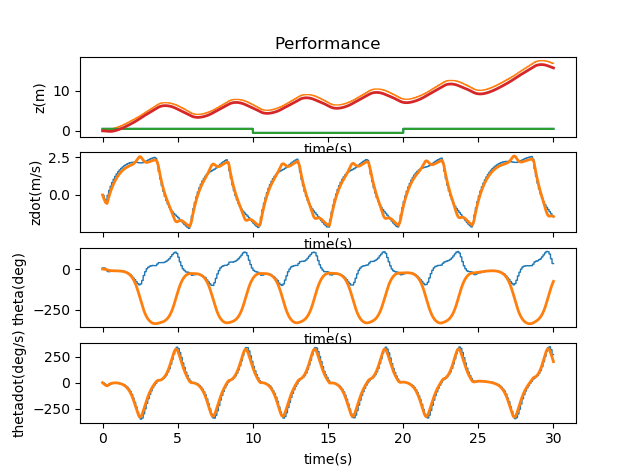 Performance
z(m)
10
0
time(s)
zdot(m/s)
2.5
0.0
time(s)
theta(deg)
0
−250
time(s)
thetadot(deg/s)
250
0
−250
0
5
10
15
20
25
30
time(s)